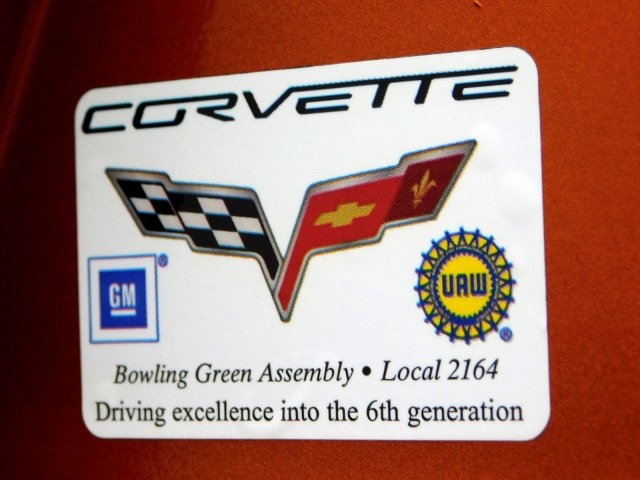 CORVETTE
GM ®
UAW ®
Bowling Green Assembly • Local 2164
Driving excellence into the 6th generation